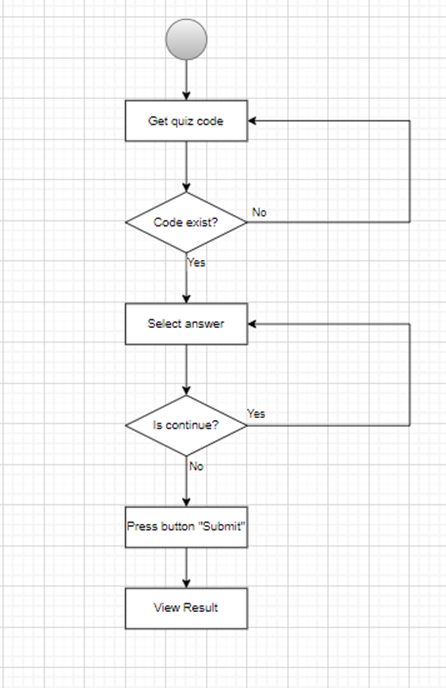 Get quiz code
Code exist?
No
Yes
Select answer
Is continue?
Yes
No
Press button "Submit"
View Result